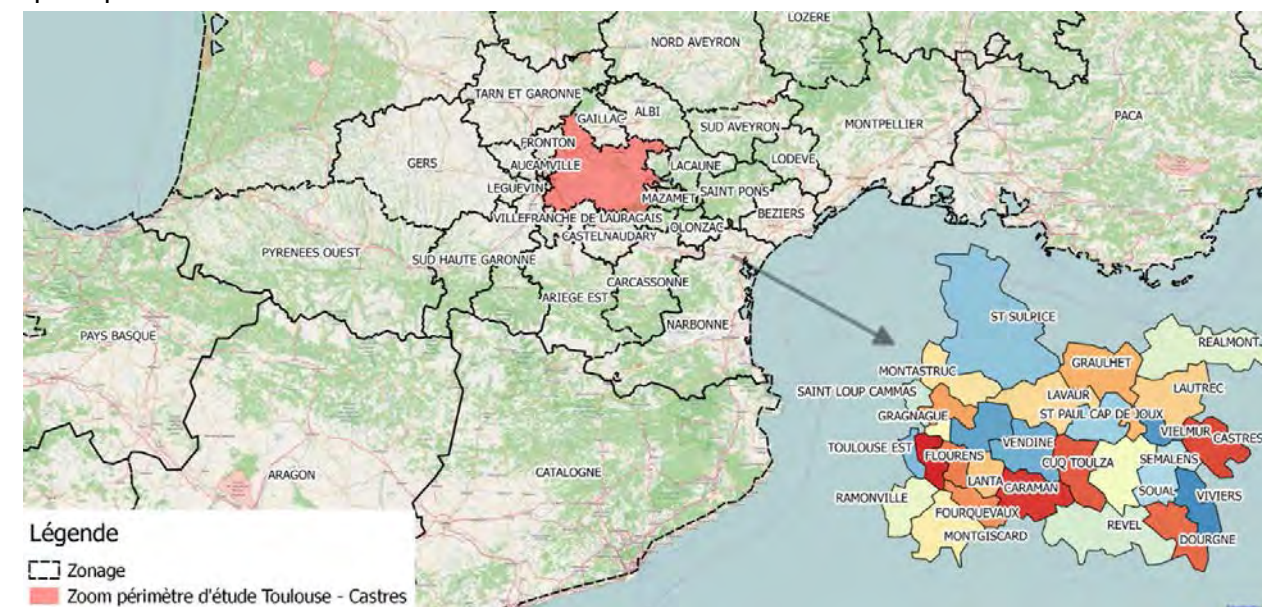 LOZERE
NORD AVEYRON
TARN ET GARONNE
GAILLAC
ALBI
PACA
SUD AVEYRON
MONTPELLIER
FRONTON
GERS
AUCAMVILLE
LACAUNE
LODEVE
LEGUEVIN
MAZAMET
SAINT PONS
BEZIERS
VILLEFRANCHE DE LAURAGAIS
OLONZAC
CASTELNAUDARY
PYRENEES OUEST
SUD HAUTE GARONNE
CARCASSONNE
ARIEGE EST
NARBONNE
PAYS BASQUE
ARAGON
CATALOGNE
ST SULPICE
REALMONT
GRAULHET
MONTASTRUC
LAUTREC
SAINT LOUP CAMMAS
LAVAUR
GRAGNAGUE
ST PAUL CAP DE JOUX
VIELMUR
CASTRES
TOULOUSE EST
VENDINE
FLOURENS
CUQ TOULZA
SEMALENS
LANTA
CARAMAN
SOUAL
VIVIERS
RAMONVILLE
FOURQUEVAUX
REVEL
MONTGISCARD
DOURGNE
Légende
Zonage
Zoom périmètre d'étude Toulouse - Castres